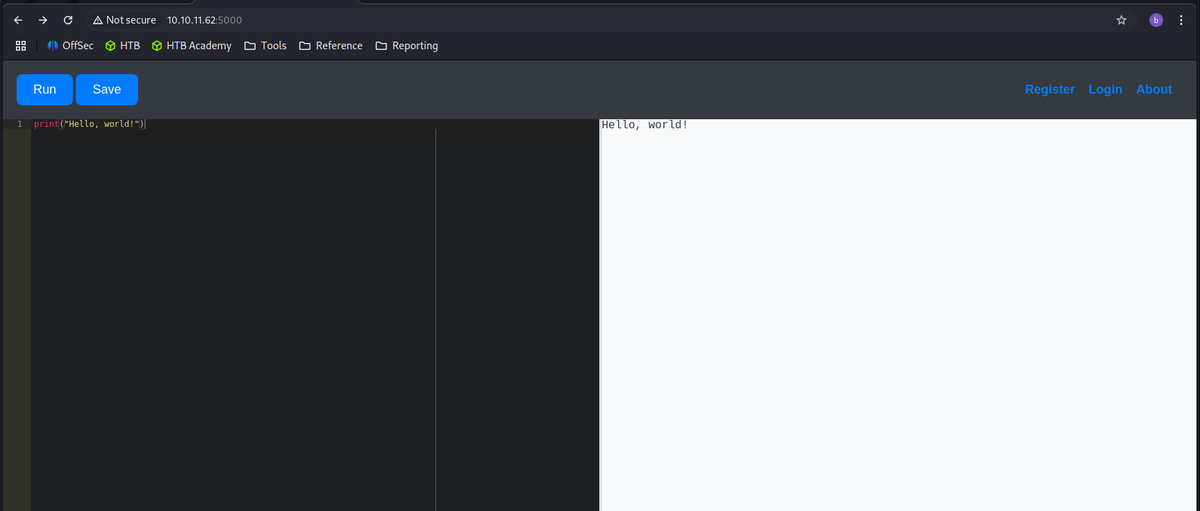 Not secure 10.10.11.62:5000 b
OffSec HTB HTB Academy Tools Reference Reporting
Run Save Register Login About
1 print("Hello, world!") Hello, world!